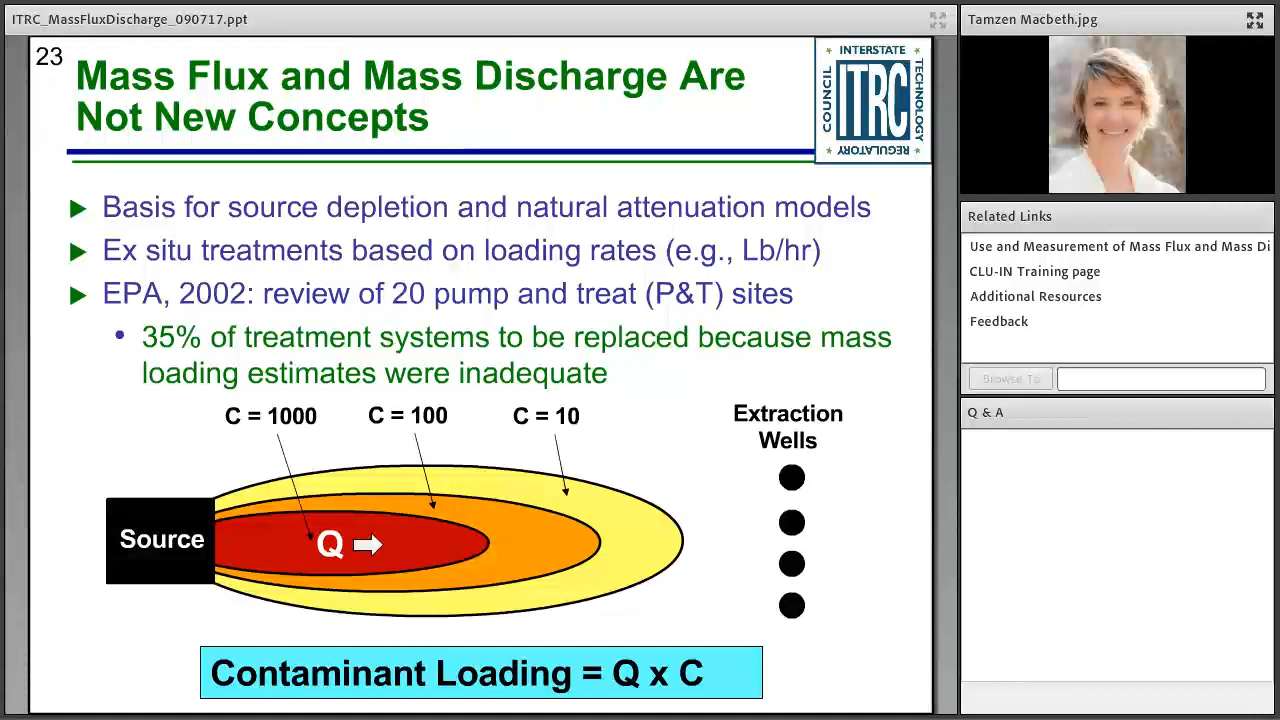 ITRC_MassFluxDischarge_090717.ppt
23
Mass Flux and Mass Discharge Are
Not New Concepts
INTERSTATE
COUNCIL
ITRC
TECHNOLOGY
REGULATORY
Basis for source depletion and natural attenuation models
Ex situ treatments based on loading rates (e.g., Lb/hr)
EPA, 2002: review of 20 pump and treat (P&T) sites
35% of treatment systems to be replaced because mass
loading estimates were inadequate
C = 1000
C = 100
C = 10
Extraction
Wells
Source
Q
Contaminant Loading = Q x C
Tamzen Macbeth.jpg
Related Links
Use and Measurement of Mass Flux and Mass Di
CLU-IN Training page
Additional Resources
Feedback
Browse To
Q & A